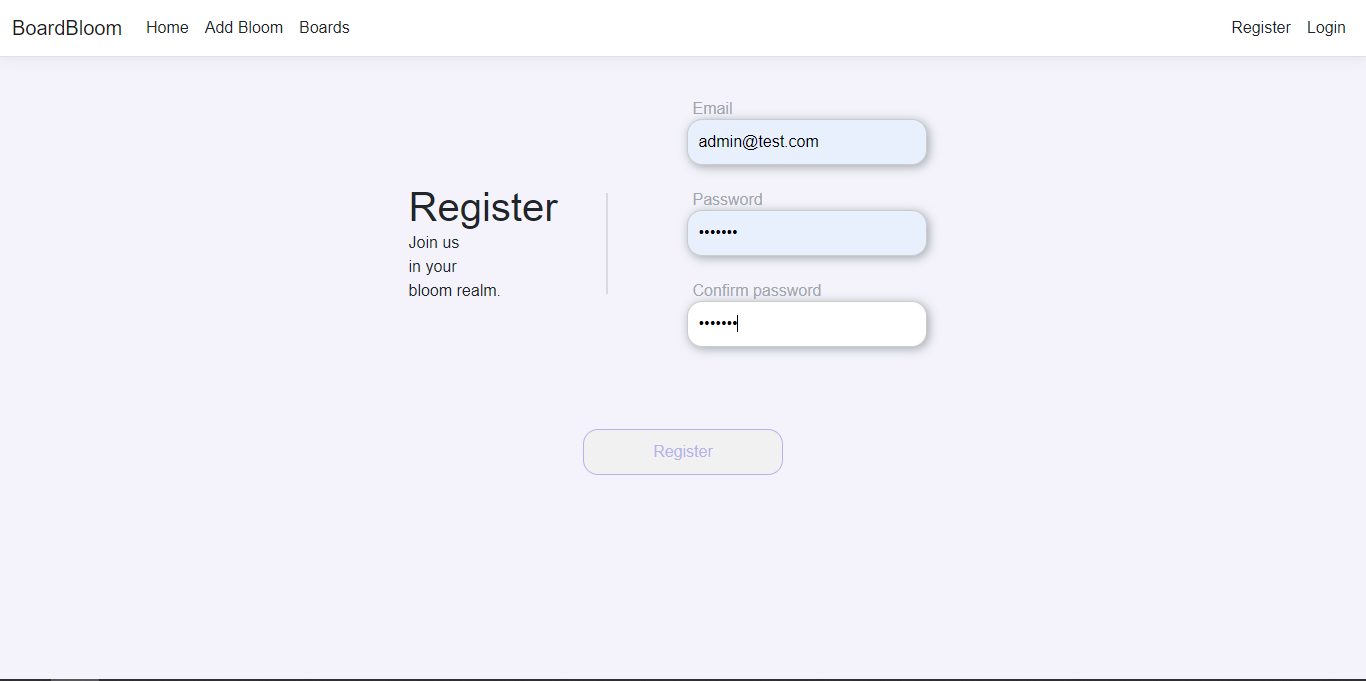 BoardBloom Home Add Bloom Boards Register Login
Email
admin@test.com
Password
•••••••
Confirm password
•••••••
Register
Join us
in your
bloom realm.
Register